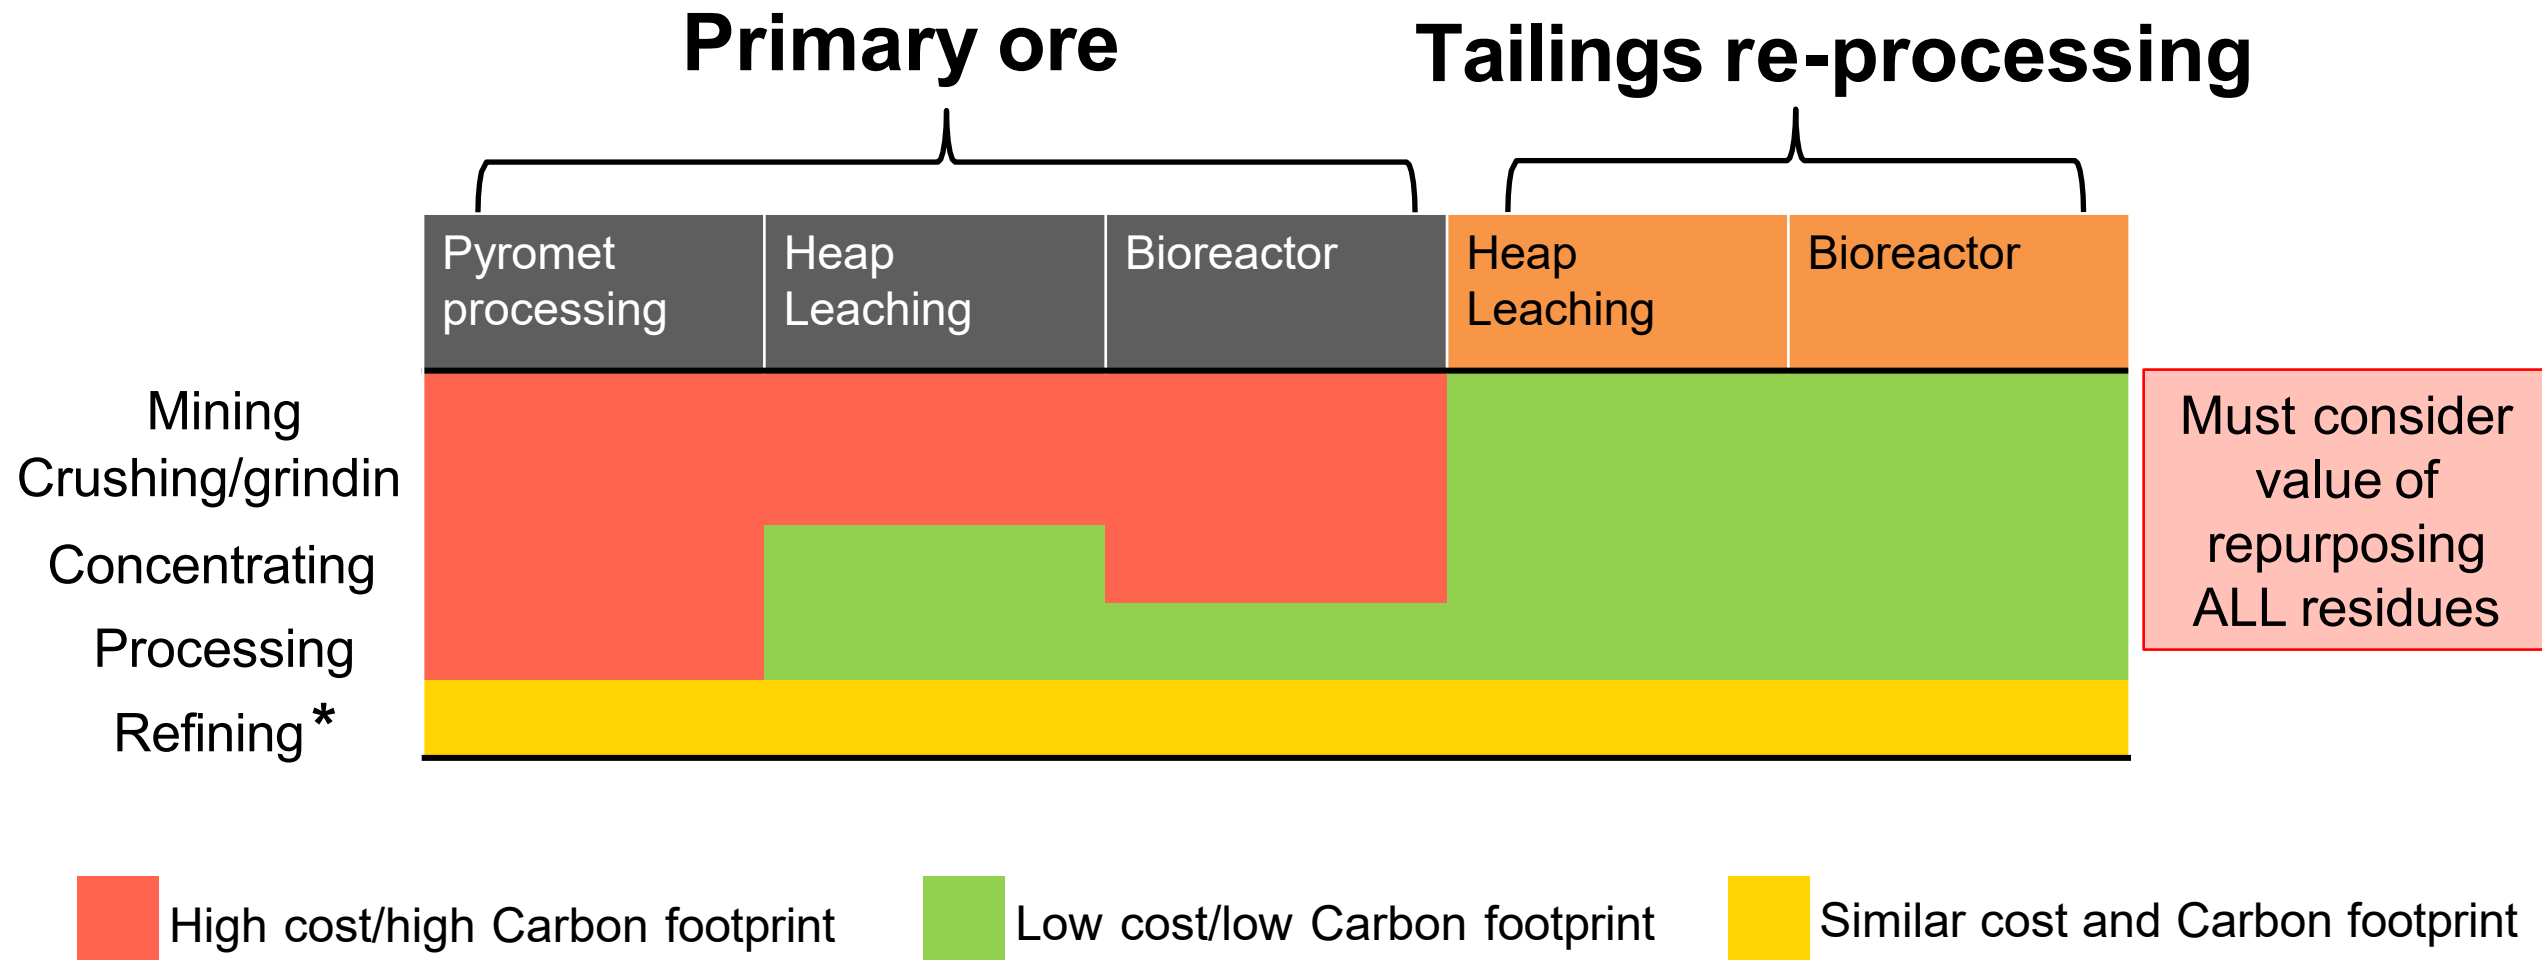 Primary ore
Tailings re-processing
Pyromet
processing
Heap
Leaching
Bioreactor
Heap
Leaching
Bioreactor
Mining
Crushing/grindin
Concentrating
Processing
Refining*
Must consider
value of
repurposing
ALL residues
High cost/high Carbon footprint
Low cost/low Carbon footprint
Similar cost and Carbon footprint